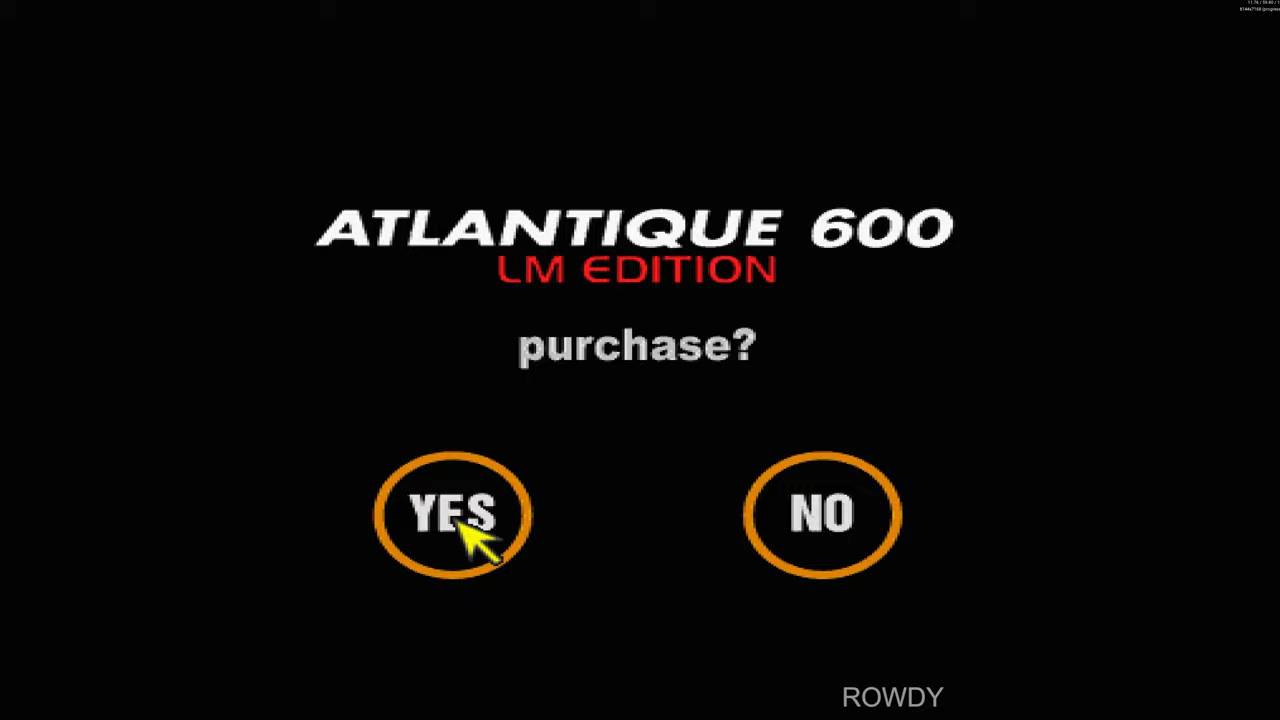 ATLANTIQUE 600
LM EDITION
purchase?
YES
NO
ROWDY